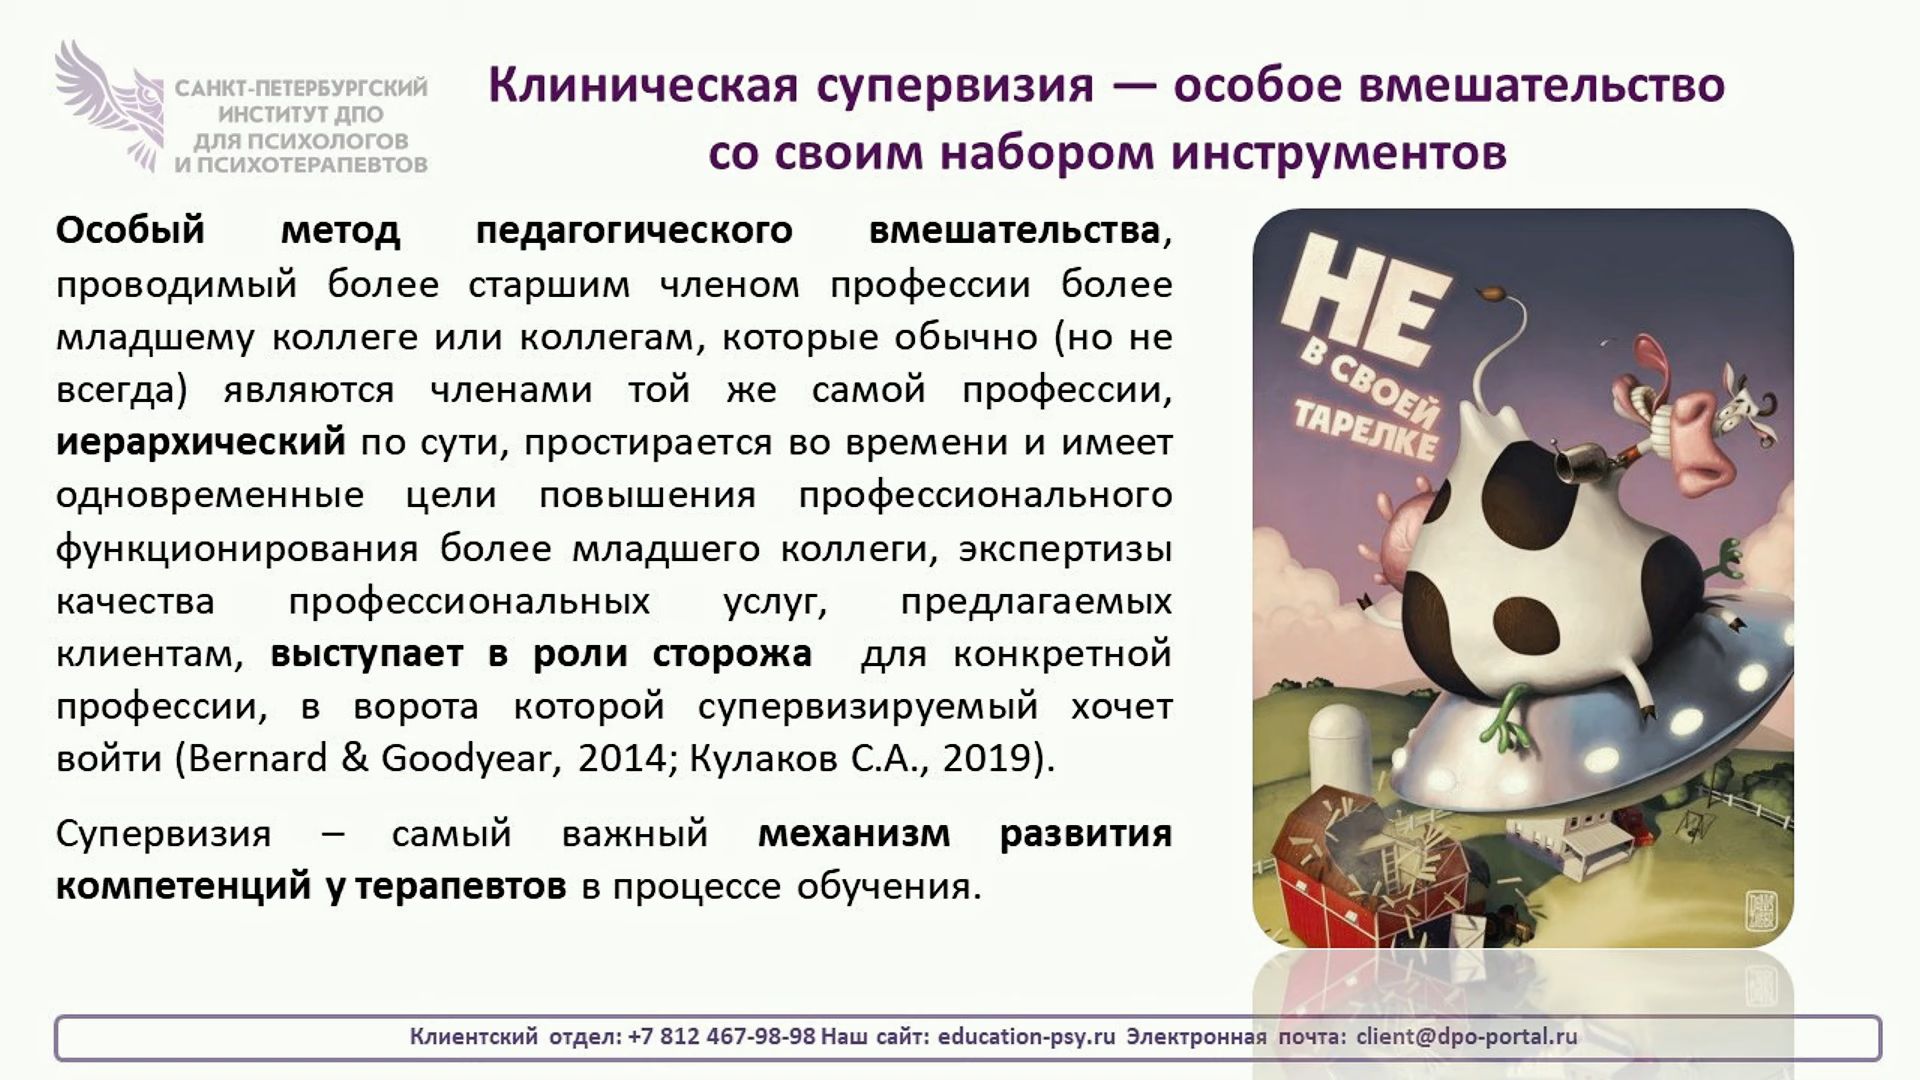 САНКТ-ПЕТЕРБУРГСКИЙ
ИНСТИТУТ ДПО
ДЛЯ ПСИХОЛОГОВ
И ПСИХОТЕРАПЕВТОВ
Клиническая супервизия — особое вмешательство
со своим набором инструментов
Особый метод педагогического вмешательства,
проводимый более старшим членом профессии более
младшему коллеге или коллегам, которые обычно (но не
всегда) являются членами той же самой профессии,
иерархический по сути, простирается во времени и имеет
одновременные цели повышения профессионального
функционирования более младшего коллеги, экспертизы
качества профессиональных услуг, предлагаемых
клиентам, выступает в роли сторожа для конкретной
профессии, в ворота которой супервизируемый хочет
войти (Bernard & Goodyear, 2014; Кулаков С.А., 2019).
Супервизия – самый важный механизм развития
компетенций у терапевтов в процессе обучения.
НЕ
В СВОЕЙ
ТАРЕЛКЕ
Клиентский отдел: +7 812 467-98-98 Наш сайт: education-psy.ru Электронная почта: client@dpo-portal.ru